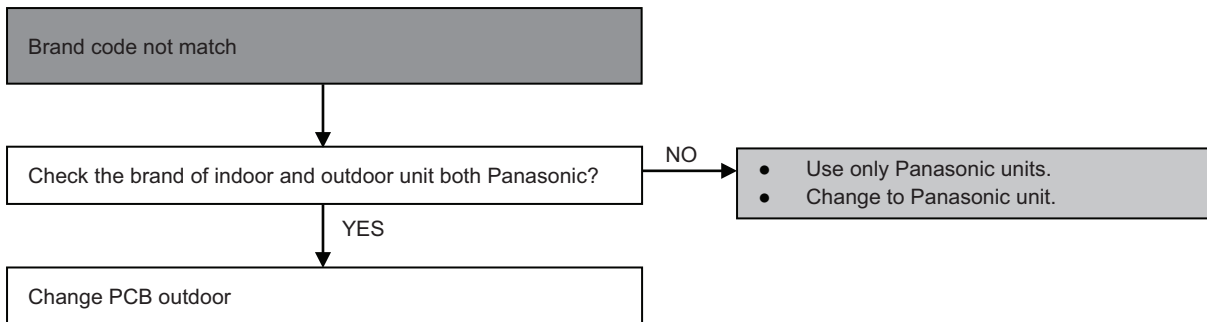 Brand code not match
Check the brand of indoor and outdoor unit both Panasonic?
NO
● Use only Panasonic units.
● Change to Panasonic unit.
YES
Change PCB outdoor